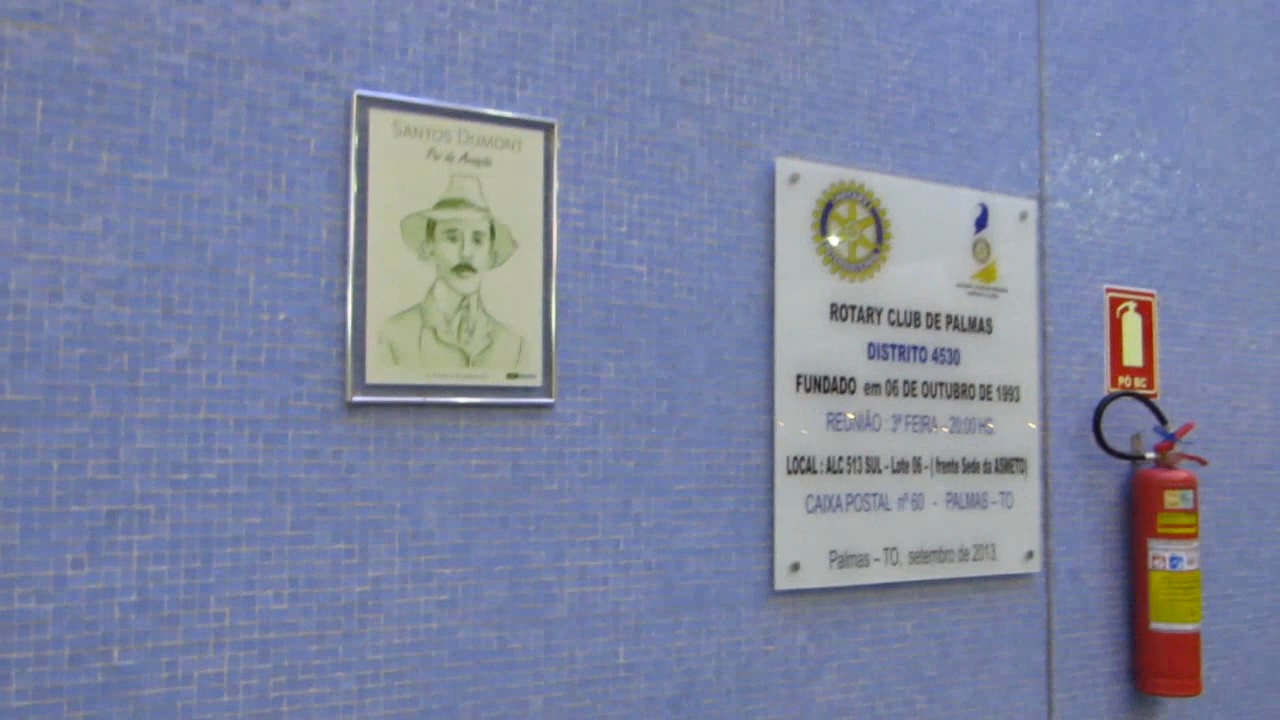 SANTOS DUMONT
Pai da Aviação
ROTARY CLUB DE PALMAS
DISTRITO 4530
FUNDADO em 06 DE OUTUBRO DE 1993
REUNIÃO : 3ª FEIRA - 20:00 HS.
LOCAL : ALC 513 SUL - Lote 06 - ( frente Sede da ASMETO)
CAIXA POSTAL nº 60 - PALMAS - TO
Palmas - TO, setembro de 2013.
PÓ BC